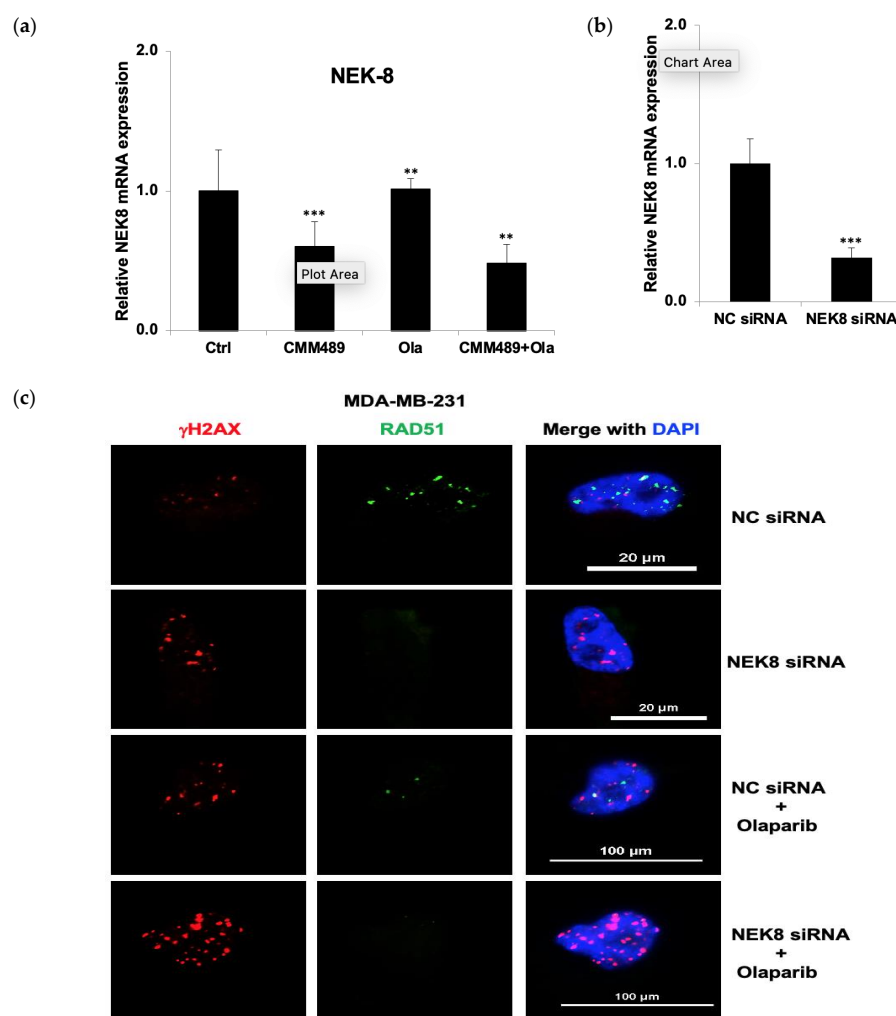 (a)
2.0
1.0
0.0
Relative NEK8 mRNA expression
NEK-8
***
**
**
Plot Area
Ctrl
CMM489
Ola
CMM489+Ola
(b)
2.0
1.0
0.0
Relative NEK8 mRNA expression
Chart Area
***
NC siRNA
NEK8 siRNA
(c)
MDA-MB-231
γH2AX
RAD51
Merge with DAPI
20 µm
NC siRNA
20 µm
NEK8 siRNA
100 µm
NC siRNA
+
Olaparib
100 µm
NEK8 siRNA
+
Olaparib